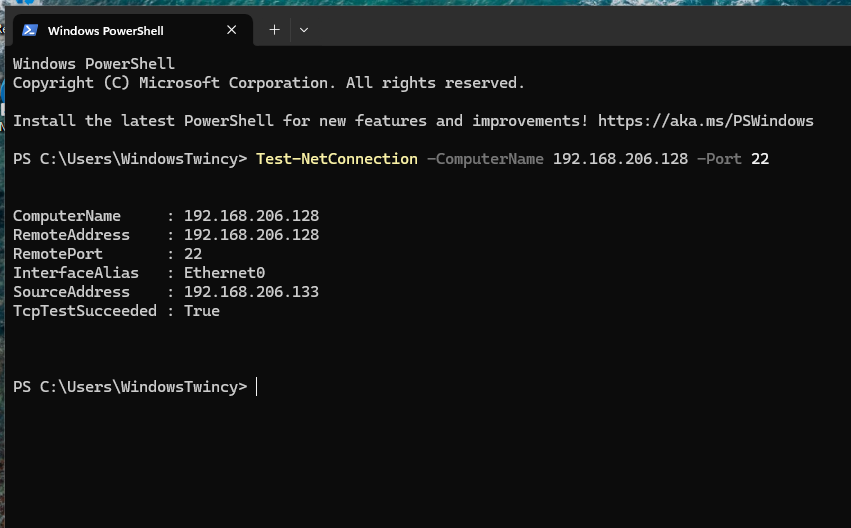 Windows PowerShell
Windows PowerShell
Copyright (C) Microsoft Corporation. All rights reserved.
Install the latest PowerShell for new features and improvements! https://aka.ms/PSWindows
PS C:\Users\WindowsTwincy> Test-NetConnection -ComputerName 192.168.206.128 -Port 22
ComputerName     : 192.168.206.128
RemoteAddress    : 192.168.206.128
RemotePort       : 22
InterfaceAlias   : Ethernet0
SourceAddress    : 192.168.206.133
TcpTestSucceeded : True
PS C:\Users\WindowsTwincy>